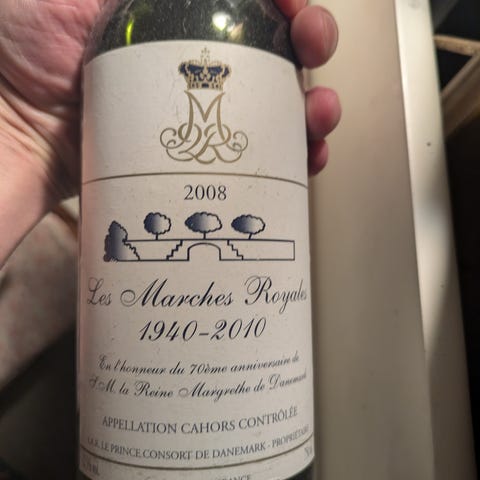 M2R
2008
Les Marches Royales
1940-2010
En l'honneur du 70ème anniversaire de
S.M. la Reine Margrethe de Danemark
APPELLATION CAHORS CONTRÔLÉE
S.A.R. LE PRINCE CONSORT DE DANEMARK - PROPRIÉTAIRE